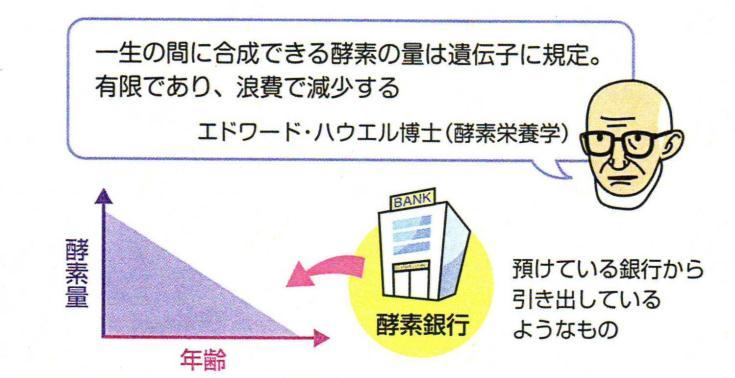 一生の間に合成できる酵素の量は遺伝子に規定。
有限であり、浪費で減少する
エドワード・ハウエル博士(酵素栄養学)
BANK
酵素量
年齢
酵素銀行
預けている銀行から
引き出している
ようなもの